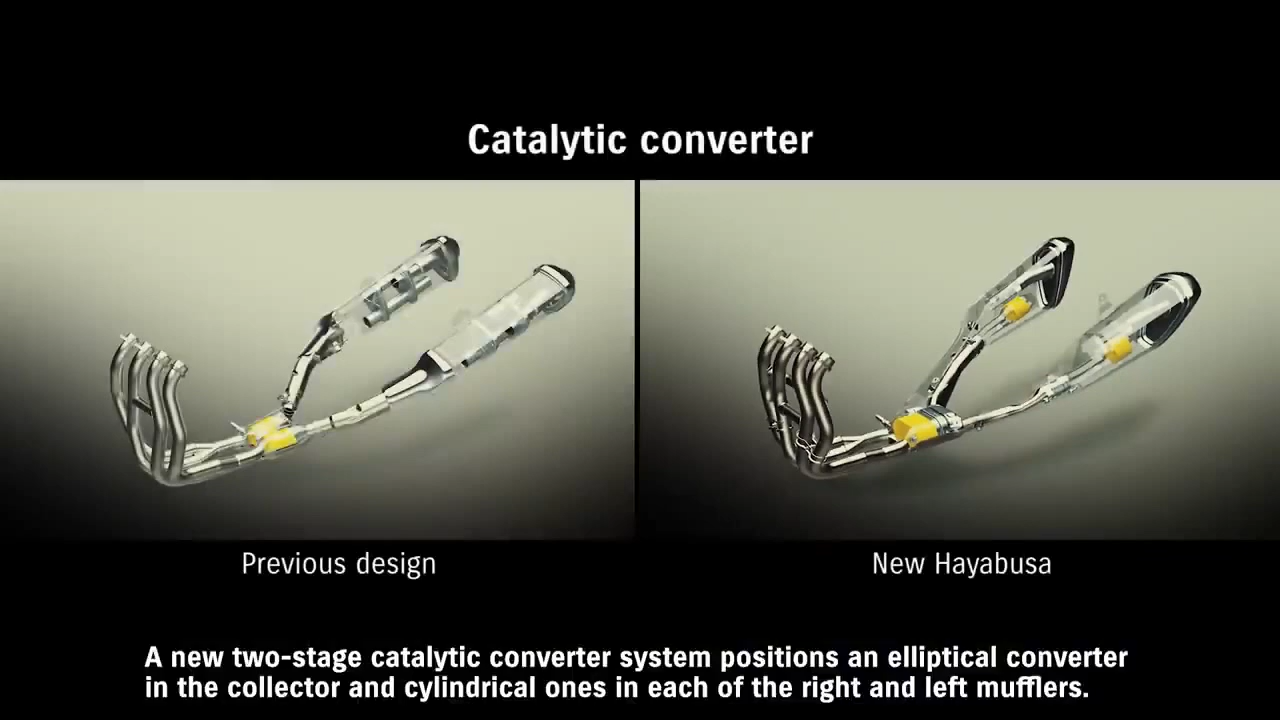 Catalytic converter
Previous design
New Hayabusa
A new two-stage catalytic converter system positions an elliptical converter
in the collector and cylindrical ones in each of the right and left mufflers.